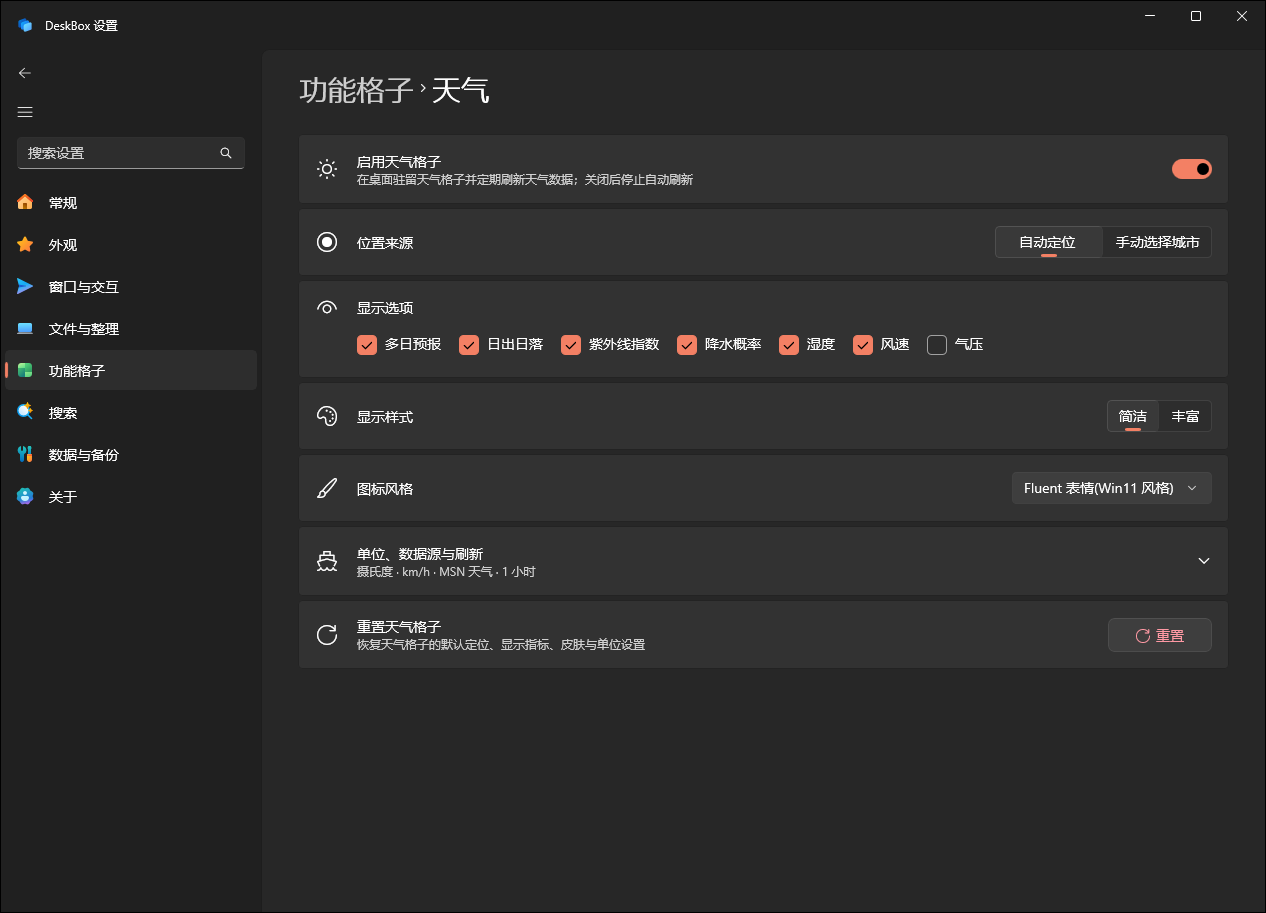 DeskBox 设置
功能格子 › 天气
搜索设置
常规
外观
窗口与交互
文件与整理
功能格子
搜索
数据与备份
关于
启用天气格子
在桌面驻留天气格子并定期刷新天气数据；关闭后停止自动刷新
位置来源
自动定位 手动选择城市
显示选项
多日预报 日出日落 紫外线指数 降水概率 湿度 风速 气压
显示样式
简洁 丰富
图标风格
Fluent 表情(Win11 风格)
单位、数据源与刷新
摄氏度 · km/h · MSN 天气 · 1 小时
重置天气格子
恢复天气格子的默认定位、显示指标、皮肤与单位设置
重置